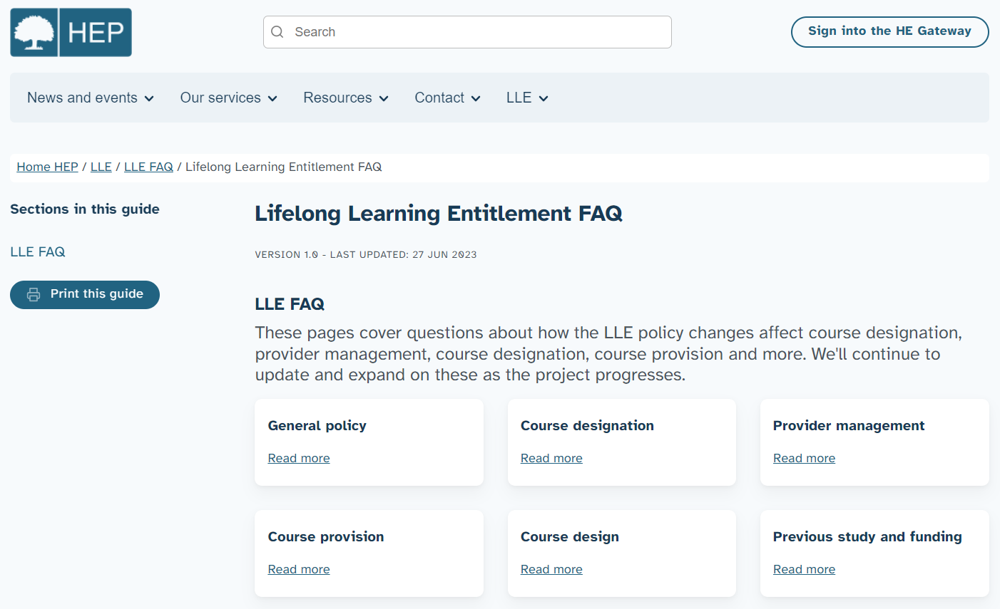 HEP
Search
Sign into the HE Gateway
News and events
Our services
Resources
Contact
LLE
Home HEP / LLE / LLE FAQ / Lifelong Learning Entitlement FAQ
Sections in this guide
LLE FAQ
Print this guide
Lifelong Learning Entitlement FAQ
VERSION 1.0 - LAST UPDATED: 27 JUN 2023
LLE FAQ
These pages cover questions about how the LLE policy changes affect course designation,
provider management, course designation, course provision and more. We'll continue to
update and expand on these as the project progresses.
General policy
Read more
Course designation
Read more
Provider management
Read more
Course provision
Read more
Course design
Read more
Previous study and funding
Read more